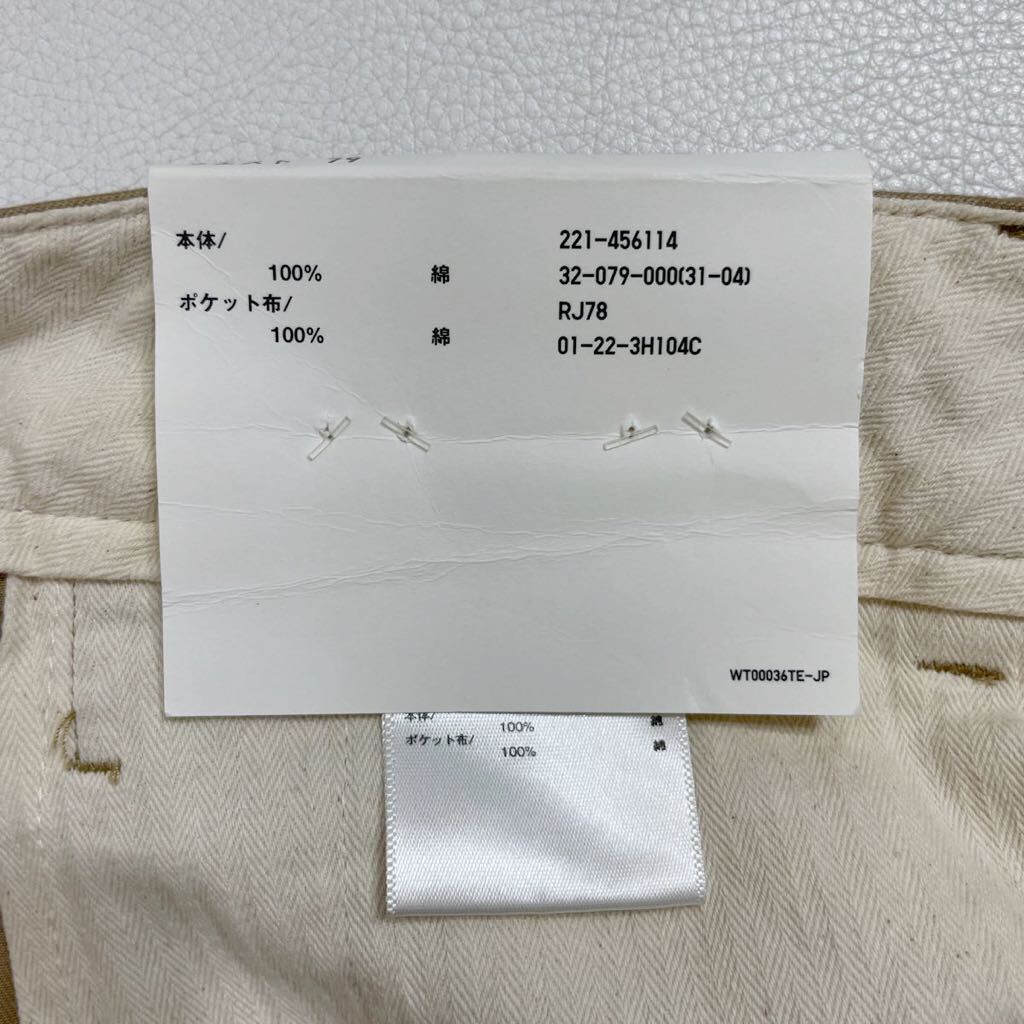 本体/ 221-456114
100% 綿 32-079-000(31-04)
ポケット布/ RJ78
100% 綿 01-22-3H104C
WT00036TE-JP
本体/ 100% 綿
ポケット布/ 100% 綿